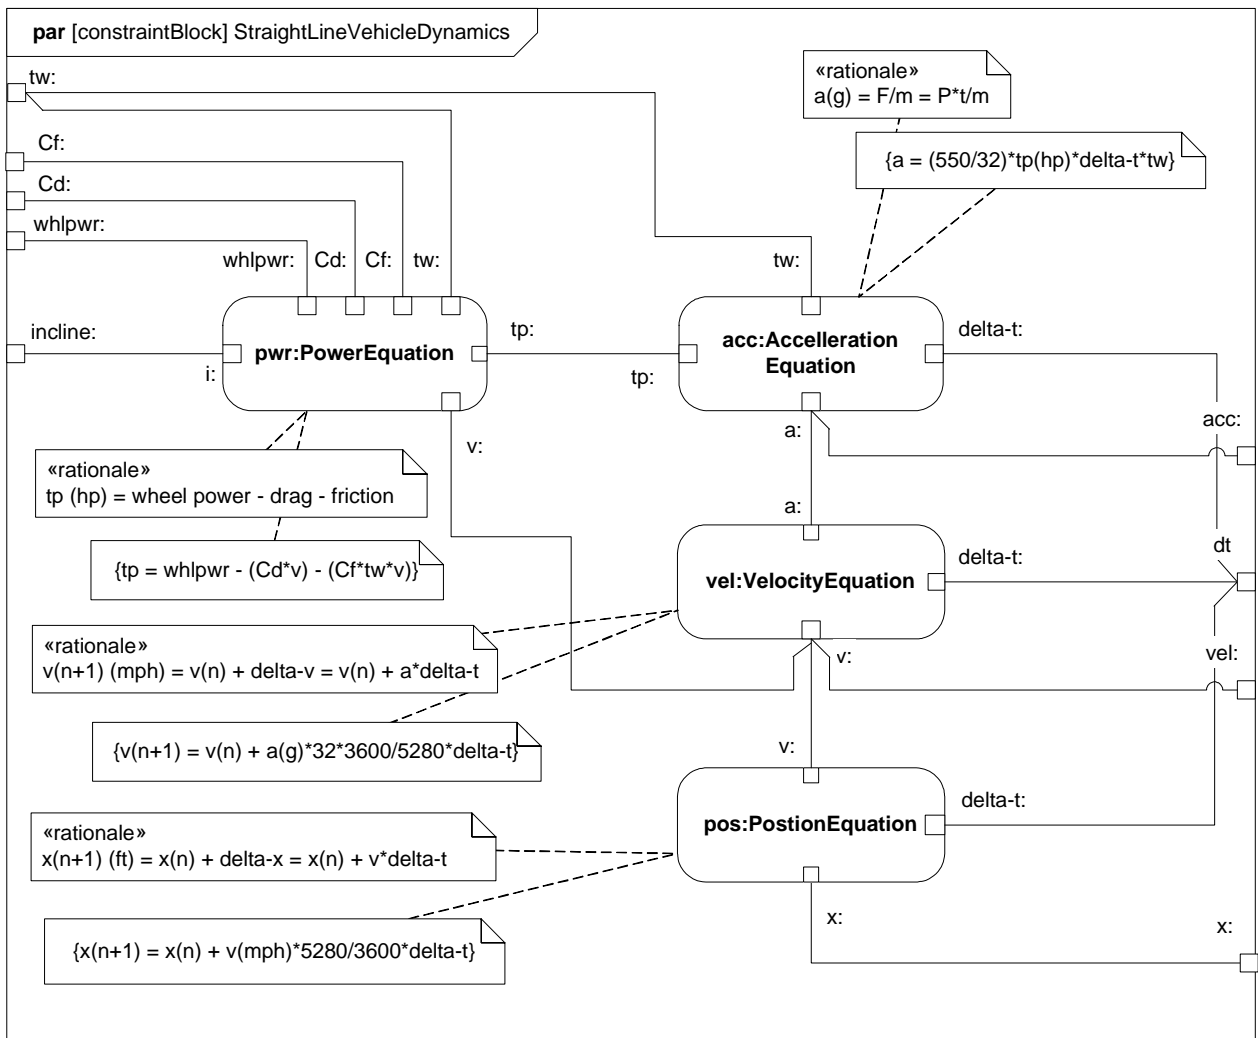 par [constraintBlock] StraightLineVehicleDynamics
tw:
«rationale»
a(g) = F/m = P*t/m
Cf:
{a = (550/32)*tp(hp)*delta-t*tw}
Cd:
whlpwr:
whlpwr:
Cd:
Cf:
tw:
tw:
incline:
tp:
delta-t:
pwr:PowerEquation
acc:Accelleration
Equation
i:
tp:
acc:
a:
v:
«rationale»
tp (hp) = wheel power - drag - friction
a:
dt
delta-t:
{tp = whlpwr - (Cd*v) - (Cf*tw*v)}
vel:VelocityEquation
«rationale»
v(n+1) (mph) = v(n) + delta-v = v(n) + a*delta-t
v:
vel:
{v(n+1) = v(n) + a(g)*32*3600/5280*delta-t}
v:
delta-t:
«rationale»
x(n+1) (ft) = x(n) + delta-x = x(n) + v*delta-t
pos:PostionEquation
x:
x:
{x(n+1) = x(n) + v(mph)*5280/3600*delta-t}